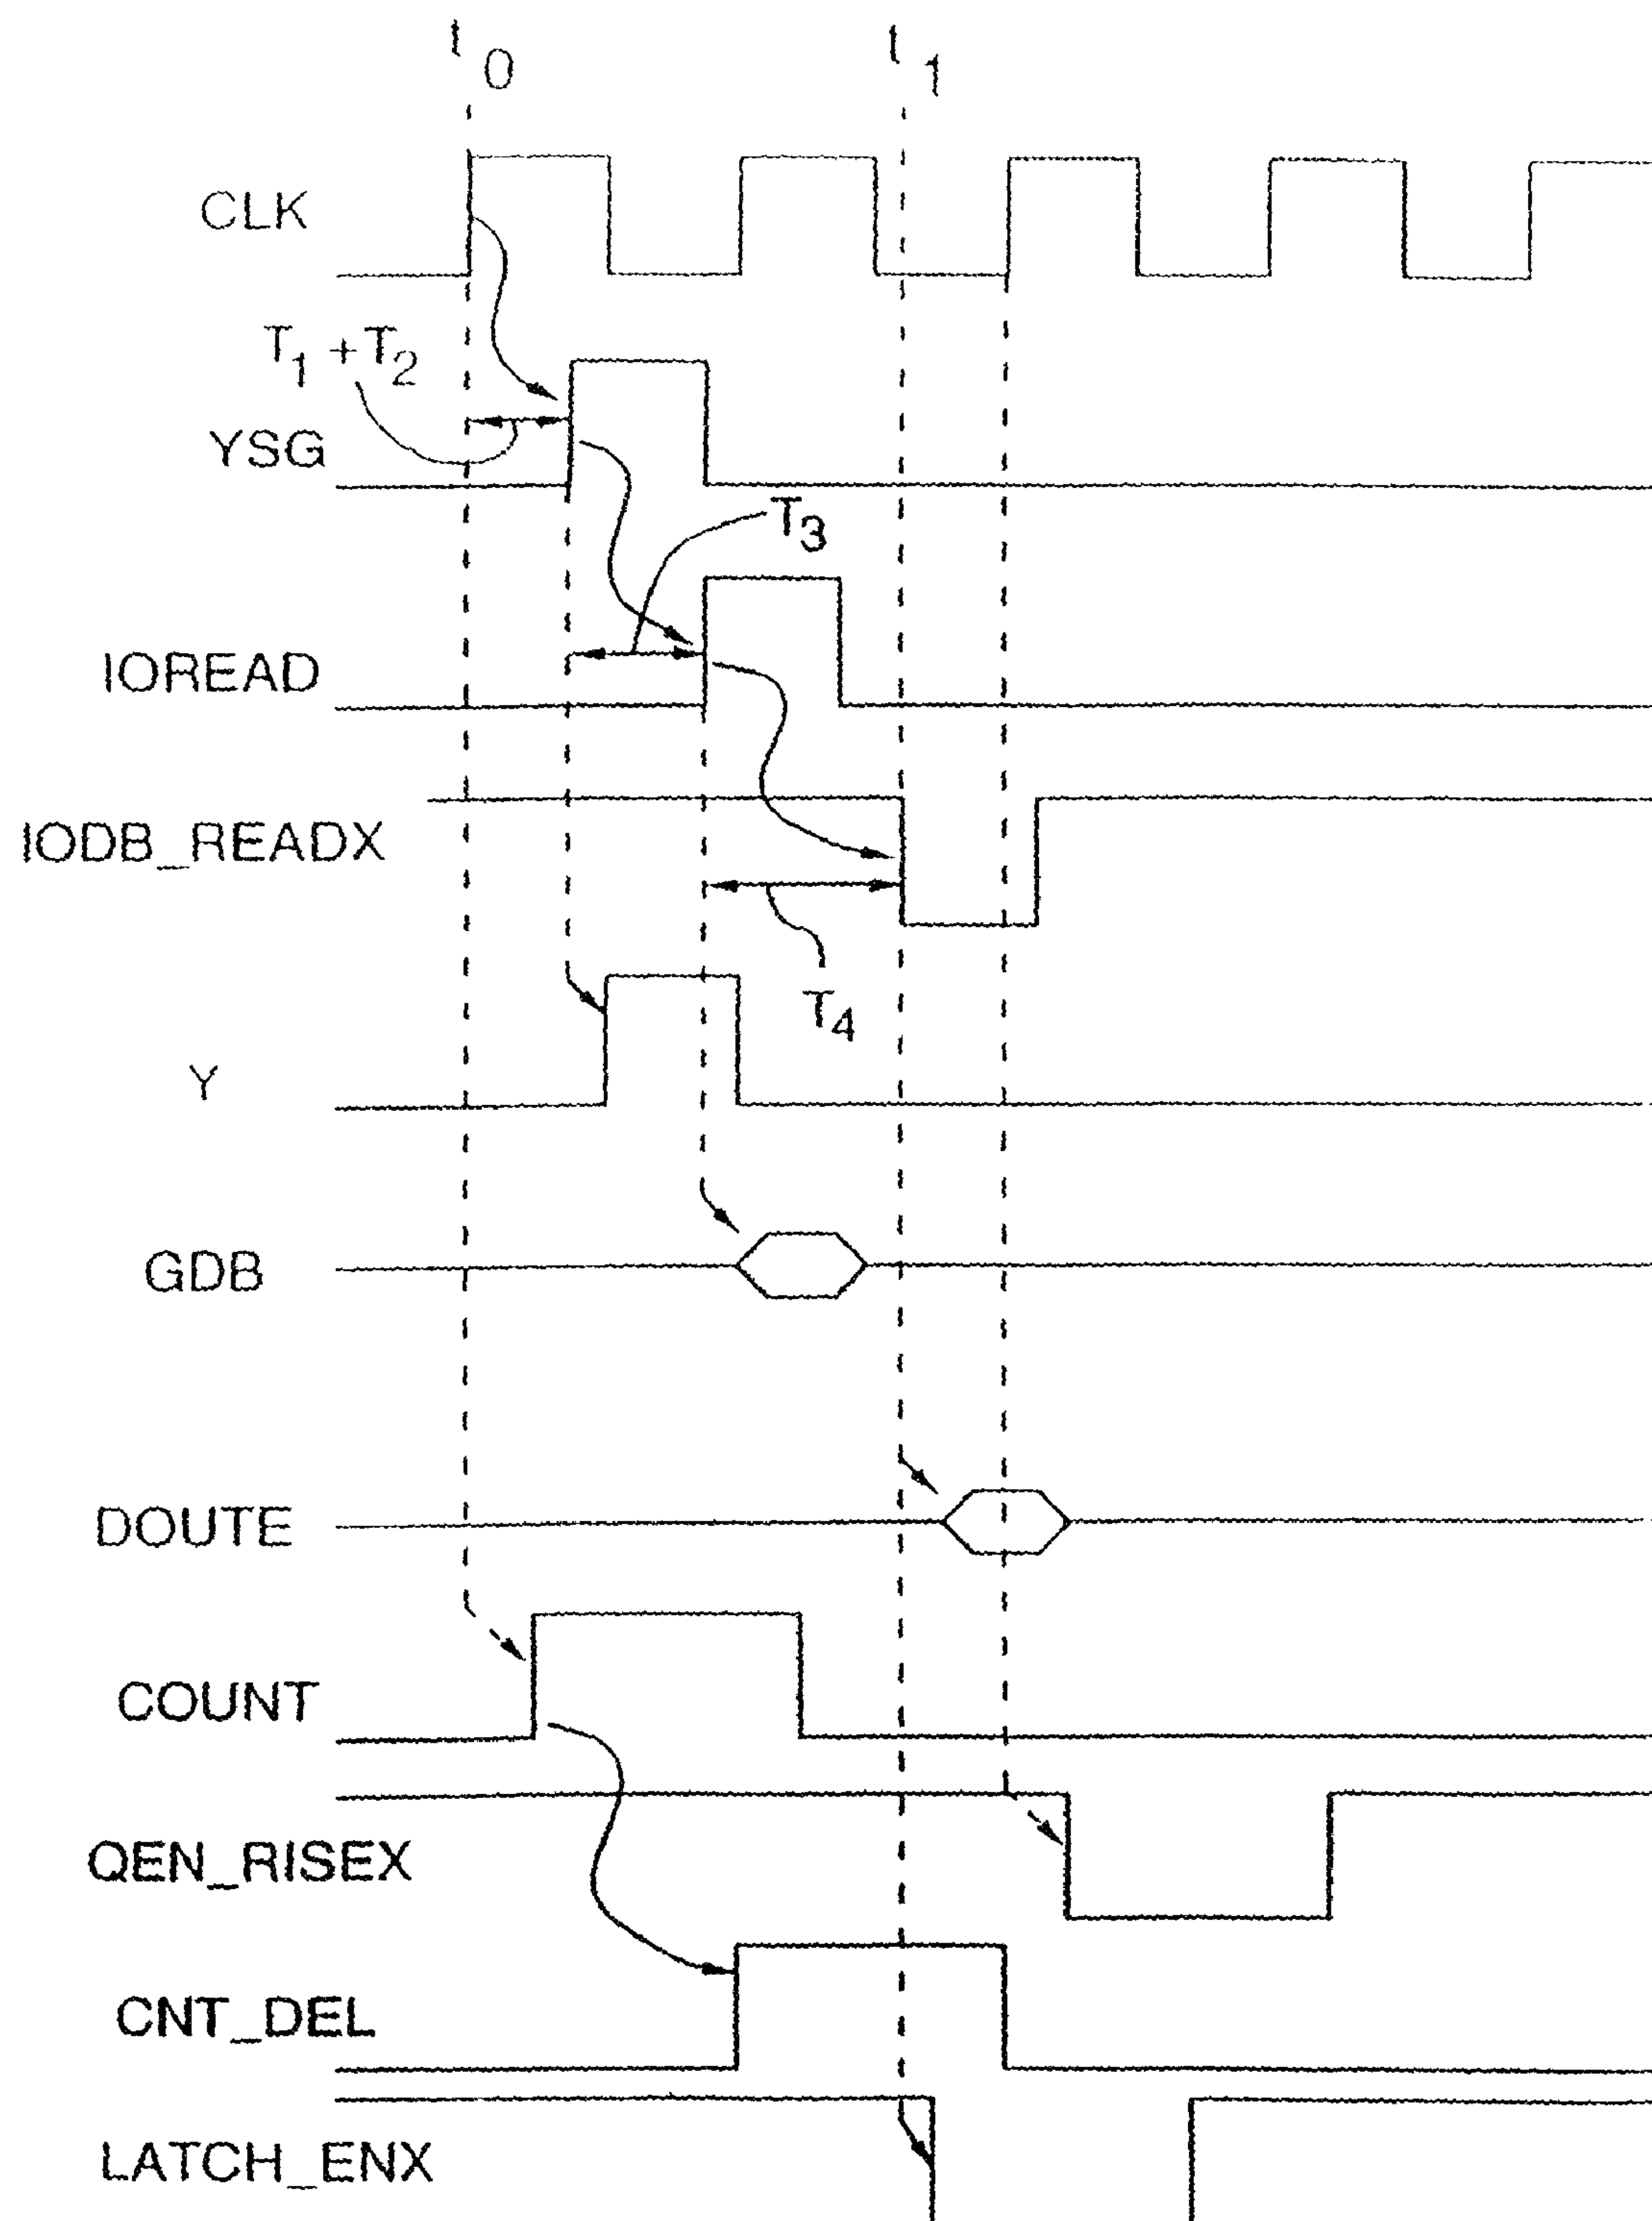 t0 t1
CLK
T1 + T2
YSG
T3
IOREAD
IODB_READX
T4
Y
GDB
DOUTE
COUNT
QEN_RISEX
CNT_DEL
LATCH_ENX